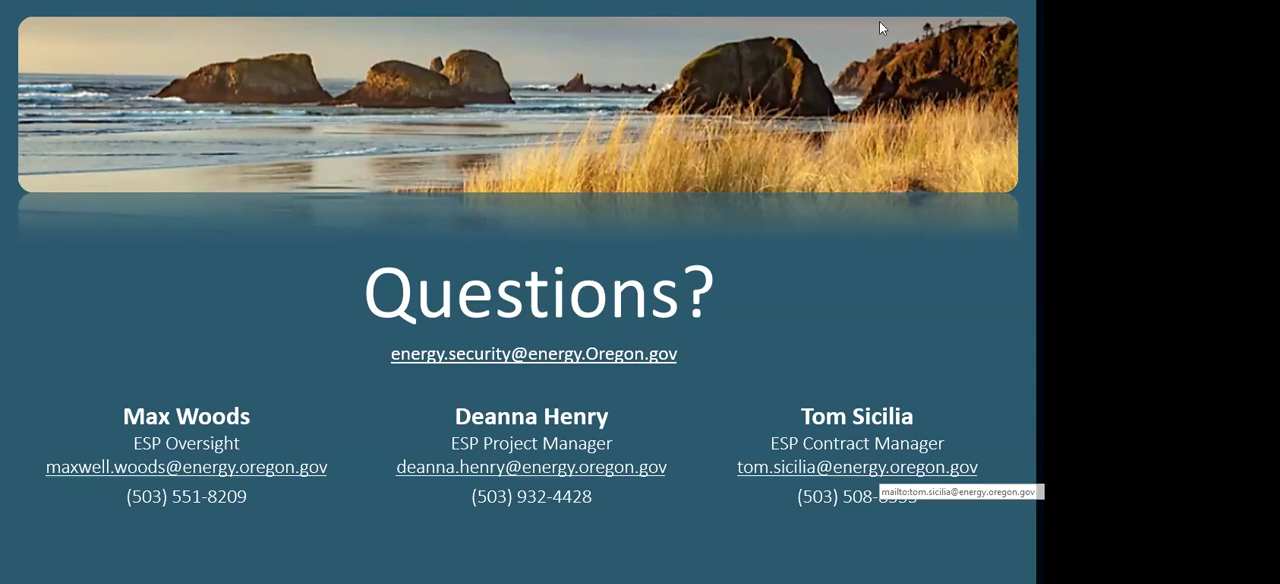 Questions?
energy.security@energy.Oregon.gov
Max Woods
ESP Oversight
maxwell.woods@energy.oregon.gov
(503) 551-8209
Deanna Henry
ESP Project Manager
deanna.henry@energy.oregon.gov
(503) 932-4428
Tom Sicilia
ESP Contract Manager
tom.sicilia@energy.oregon.gov
(503) 508-
mailto:tom.sicilia@energy.oregon.gov